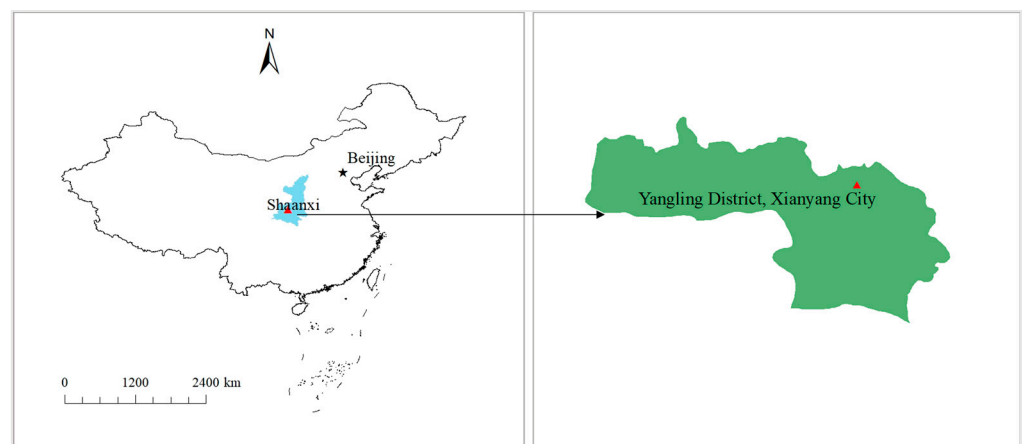 N
Beijing
Shaanxi
Yangling District, Xianyang City
0 1200 2400 km